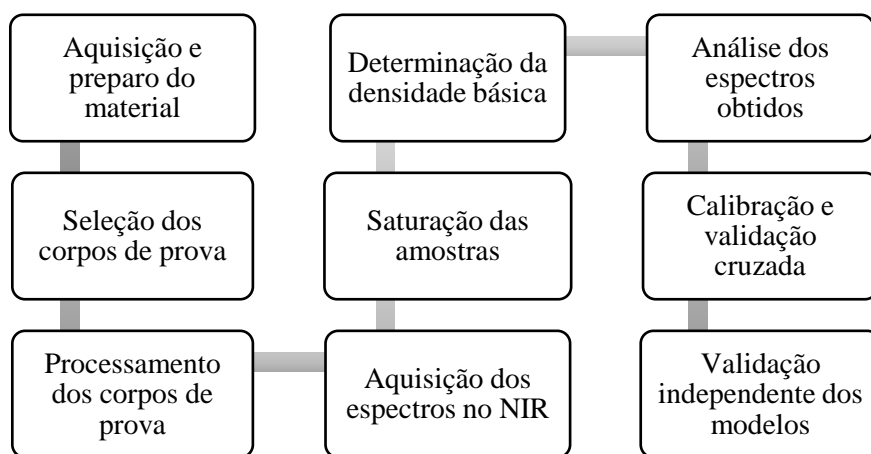 Aquisição e
preparo do
material
Seleção dos
corpos de prova
Processamento
dos corpos de
prova
Aquisição dos
espectros no NIR
Saturação das
amostras
Determinação da
densidade básica
Análise dos
espectros
obtidos
Calibração e
validação
cruzada
Validação
independente dos
modelos